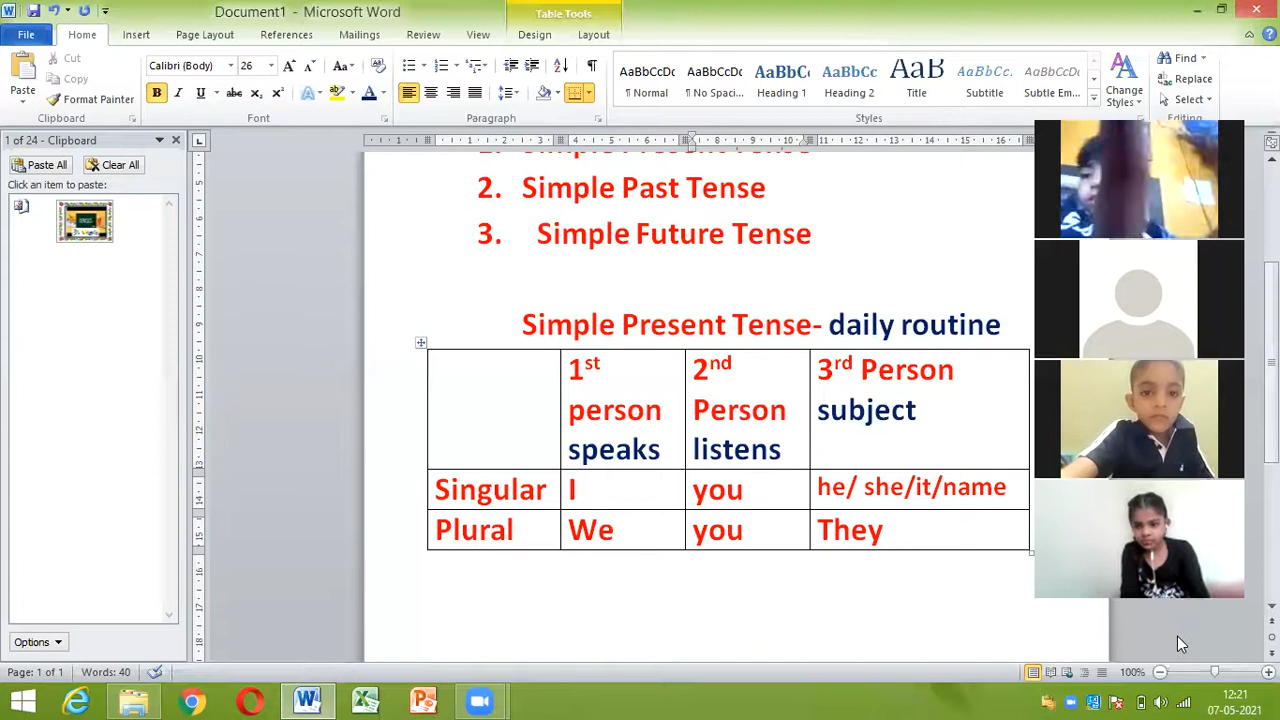 Document1 - Microsoft Word
Table Tools
File Home Insert Page Layout References Mailings Review View Design Layout
Paste
Cut
Copy
Format Painter
Clipboard
Calibri (Body) 26
Font
Paragraph
AaBbCcDc AaBbCcDc AaBbC AaBbCc AaB AaBbCcL AaBbCcDc
¶ Normal ¶ No Spaci... Heading 1 Heading 2 Title Subtitle Subtle Em...
Styles
Change Styles
Find
Replace
Select
Editing
1 of 24 - Clipboard
Paste All Clear All
Click an item to paste:
Options
1. Simple Present Tense
2. Simple Past Tense
3. Simple Future Tense
Simple Present Tense- daily routine
1st person speaks
2nd Person listens
3rd Person subject
Singular I you he/ she/it/name
Plural We you They
Page: 1 of 1 Words: 40
100%
12:21
07-05-2021